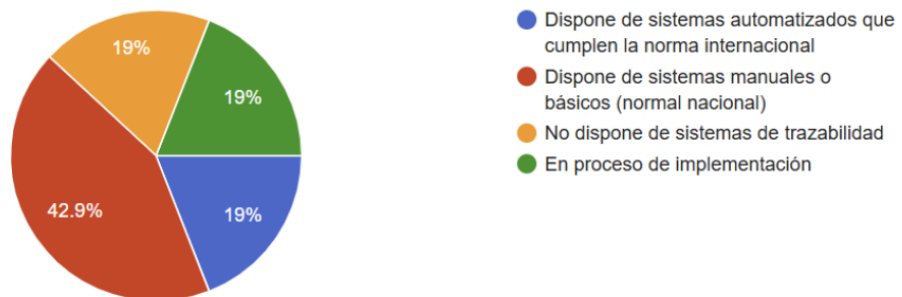 19%
19%
42.9%
19%
Dispone de sistemas automatizados que
cumplen la norma internacional
Dispone de sistemas manuales o
básicos (normal nacional)
No dispone de sistemas de trazabilidad
En proceso de implementación